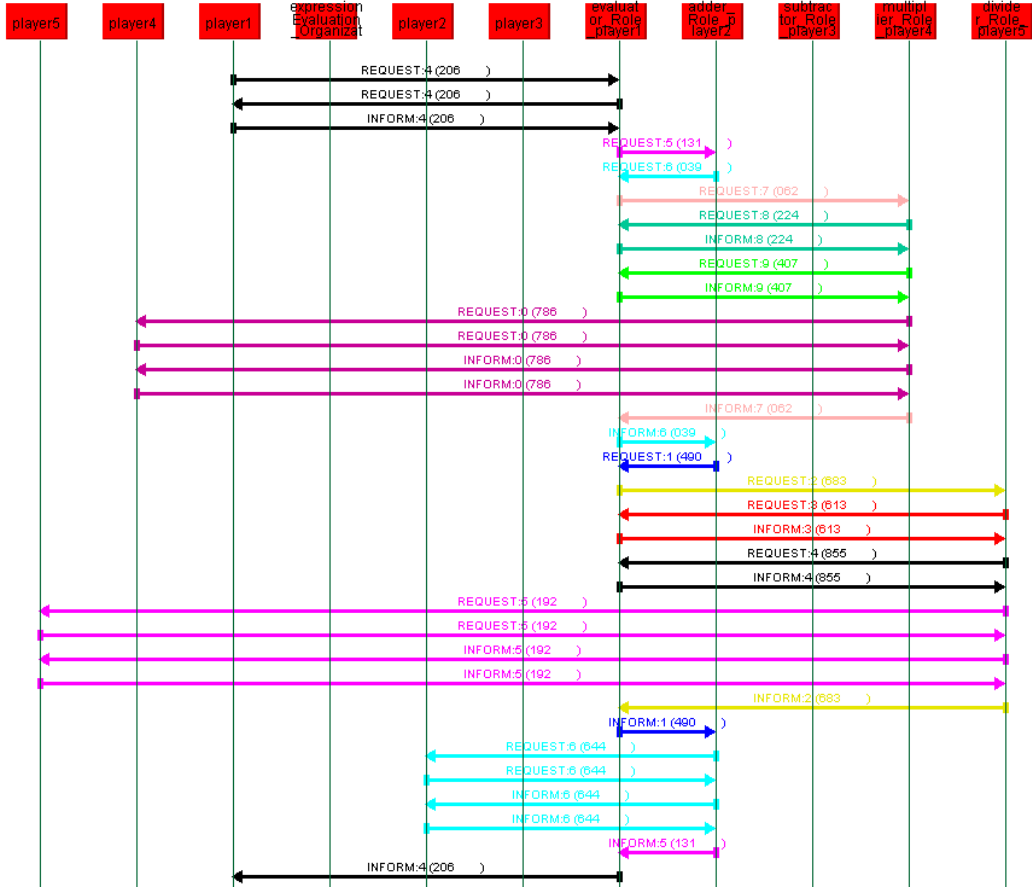 player5
player4
player1
expression
Evaluation
_Organizat
player2
player3
evaluat
or_Role
_player1
adder_
Role_p
layer2
subtrac
tor_Role
_player3
multipl
ier_Role
_player4
divide
r_Role_
player5
REQUEST:4 (206 )
REQUEST:4 (206 )
INFORM:4 (206 )
REQUEST:5 (131 )
REQUEST:6 (039 )
REQUEST:7 (062 )
REQUEST:8 (224 )
INFORM:8 (224 )
REQUEST:9 (407 )
INFORM:9 (407 )
REQUEST:0 (786 )
REQUEST:0 (786 )
INFORM:0 (786 )
INFORM:0 (786 )
INFORM:7 (062 )
INFORM:6 (039 )
REQUEST:1 (490 )
REQUEST:2 (683 )
REQUEST:3 (613 )
INFORM:3 (613 )
REQUEST:4 (855 )
INFORM:4 (855 )
REQUEST:5 (192 )
REQUEST:5 (192 )
INFORM:5 (192 )
INFORM:5 (192 )
INFORM:2 (683 )
INFORM:1 (490 )
REQUEST:6 (644 )
REQUEST:6 (644 )
INFORM:6 (644 )
INFORM:6 (644 )
INFORM:5 (131 )
INFORM:4 (206 )